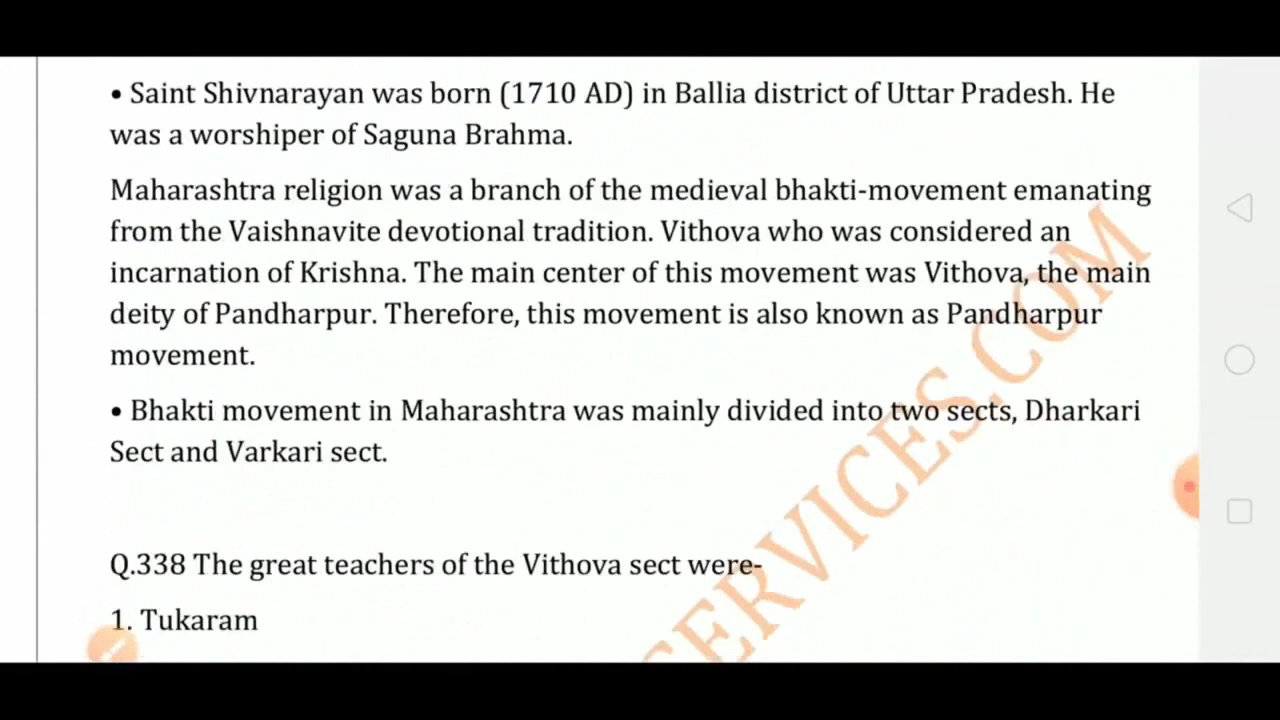 • Saint Shivnarayan was born (1710 AD) in Ballia district of Uttar Pradesh. He
was a worshiper of Saguna Brahma.
Maharashtra religion was a branch of the medieval bhakti-movement emanating
from the Vaishnavite devotional tradition. Vithova who was considered an
incarnation of Krishna. The main center of this movement was Vithova, the main
deity of Pandharpur. Therefore, this movement is also known as Pandharpur
movement.
• Bhakti movement in Maharashtra was mainly divided into two sects, Dharkari
Sect and Varkari sect.
Q.338 The great teachers of the Vithova sect were-
1. Tukaram
SERVICES.COM